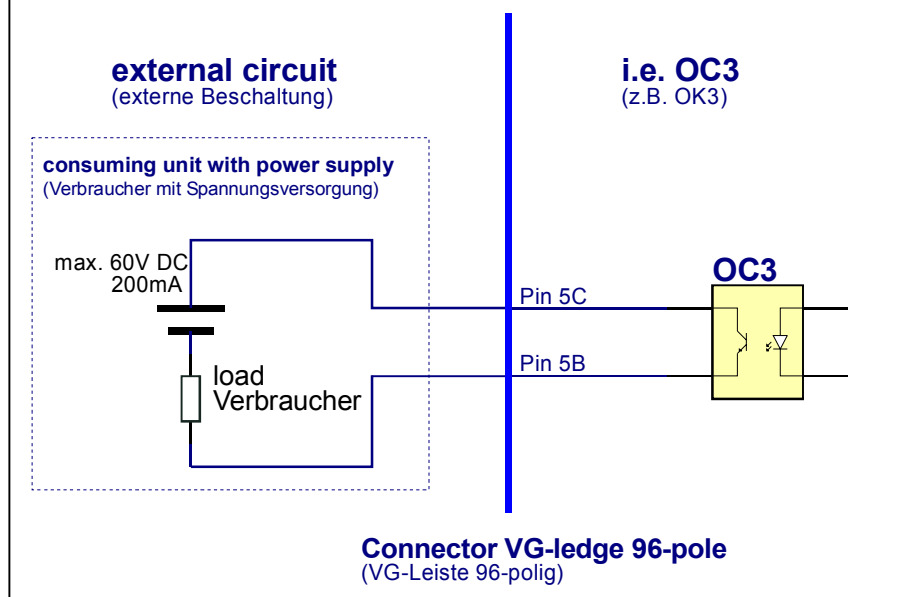 external circuit
(externe Beschaltung)
i.e. OC3
(z.B. OK3)
consuming unit with power supply
(Verbraucher mit Spannungsversorgung)
max. 60V DC
200mA
load
Verbraucher
Pin 5C
Pin 5B
OC3
Connector VG-ledge 96-pole
(VG-Leiste 96-polig)